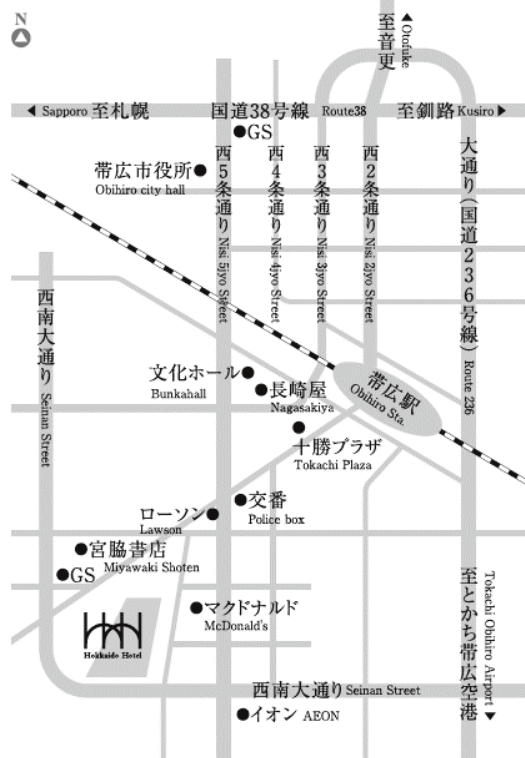 N
至音更
Otofuke
Sapporo 至札幌
国道38号線 Route38
至釧路 Kusiro
GS
帯広市役所
Obihiro city hall
西5条通り Nisi 5jyo Street
西4条通り Nisi 4jyo Street
西3条通り Nisi 3jyo Street
西2条通り Nisi 2jyo Street
大通り(国道236号線) Route 236
西南大通り Seinan Street
文化ホール
Bunkahall
長崎屋
Nagasakiya
帯広駅
Obihiro Sta.
十勝プラザ
Tokachi Plaza
交番
Police box
ローソン
Lawson
宮脇書店
Miyawaki Shoten
GS
マクドナルド
McDonald's
Hokkaido Hotel
至とかち帯広空港
Tokachi Obihiro Airport
西南大通り Seinan Street
イオン AEON